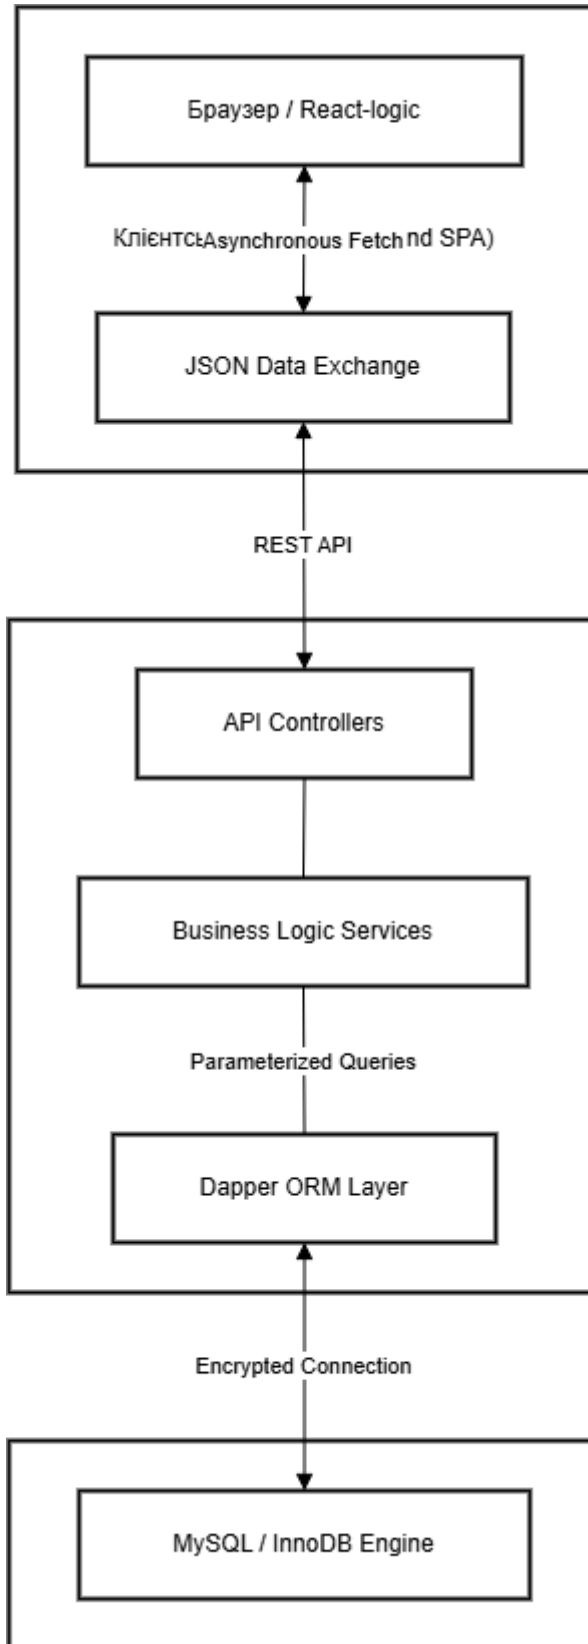 Браузер / React-logic
Asynchronous Fetch nd SPA)
JSON Data Exchange
REST API
API Controllers
Business Logic Services
Parameterized Queries
Dapper ORM Layer
Encrypted Connection
MySQL / InnoDB Engine